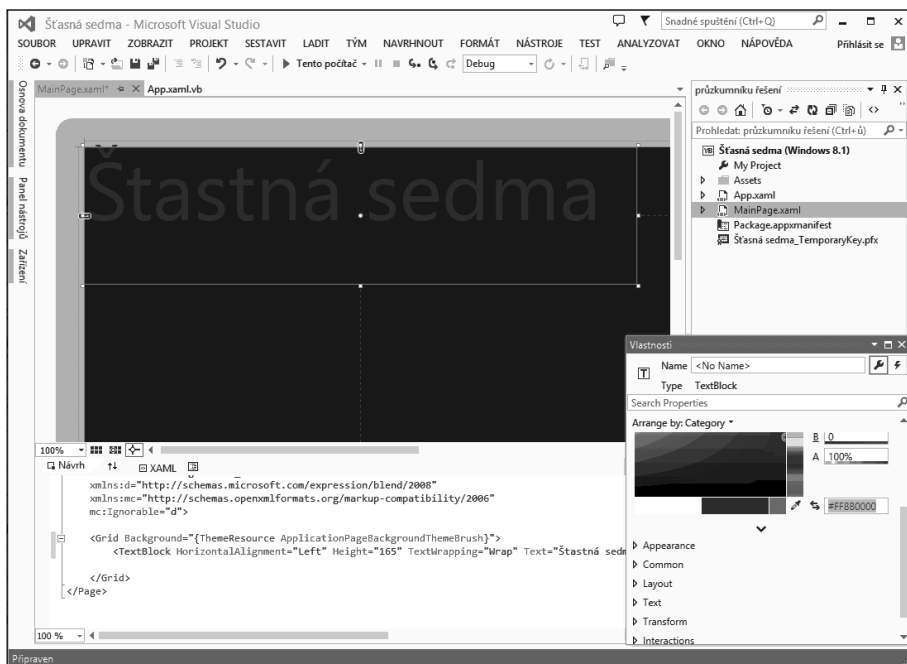 Šťasná sedma - Microsoft Visual Studio
Snadné spuštění (Ctrl+Q)
SOUBOR UPRAVIT ZOBRAZIT PROJEKT SESTAVIT LADIT TÝM NAVRHNOUT FORMÁT NÁSTROJE TEST ANALYZOVAT OKNO NÁPOVĚDA Přihlásit se
Tento počítač Debug
Osnova dokumentu
Panel nástrojů
Zařízení
MainPage.xaml* App.xaml.vb
Štastná sedma
100%
Návrh XAML
xmlns:d="http://schemas.microsoft.com/expression/blend/2008"
xmlns:mc="http://schemas.openxmlformats.org/markup-compatibility/2006"
mc:Ignorable="d">
<Grid Background="{ThemeResource ApplicationPageBackgroundThemeBrush}">
<TextBlock HorizontalAlignment="Left" Height="165" TextWrapping="Wrap" Text="Štastná sedm
</Grid>
</Page>
100 %
Připraven
průzkumníku řešení
Prohledat: průzkumníku řešení (Ctrl+ů)
VB Šťasná sedma (Windows 8.1)
My Project
Assets
App.xaml
MainPage.xaml
Package.appxmanifest
Šťasná sedma_TemporaryKey.pfx
Vlastnosti
Name <No Name>
Type TextBlock
Search Properties
Arrange by: Category
B 0
A 100%
#FF8B0000
Appearance
Common
Layout
Text
Transform
Interactions